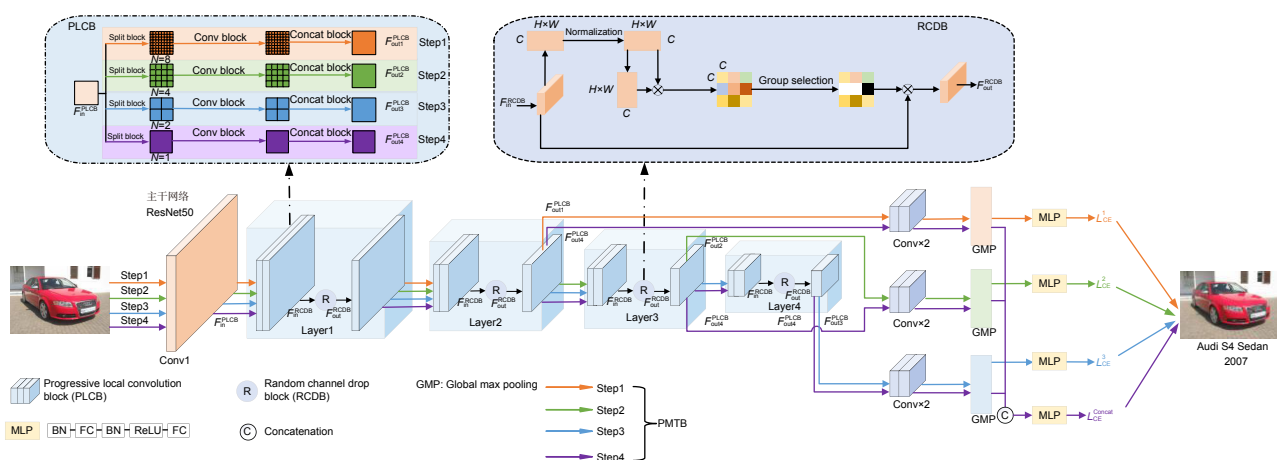 PLCB
Split block
Conv block
Concat block
F_out1^PLCB
Step1
N=8
Split block
Conv block
Concat block
F_out2^PLCB
Step2
N=4
F_in^PLCB
Split block
Conv block
Concat block
F_out3^PLCB
Step3
N=2
Split block
Conv block
Concat block
F_out4^PLCB
Step4
N=1
RCDB
H×W
H×W
C
Normalization
C
H×W
C
C
C
Group selection
F_in^RCDB
F_out^RCDB
主干网络
ResNet50
Step1
Step2
Step3
Step4
F_in^PLCB
Conv1
F_in^RCDB
R
F_out^RCDB
Layer1
F_in^RCDB
R
F_out^RCDB
Layer2
F_out1^PLCB
F_out4^PLCB
F_in^RCDB
R
F_out^RCDB
Layer3
F_out2^PLCB
F_out4^PLCB
F_in^RCDB
R
F_out^RCDB
Layer4
F_out4^PLCB
F_out3^PLCB
Conv×2
GMP
MLP
L_CE^1
Conv×2
GMP
MLP
L_CE^2
Conv×2
GMP
MLP
L_CE^3
C
MLP
L_CE^Concat
Audi S4 Sedan
2007
Progressive local convolution
block (PLCB)
R
Random channel drop
block (RCDB)
GMP: Global max pooling
Step1
Step2
Step3
Step4
PMTB
MLP
BN
FC
BN
ReLU
FC
C
Concatenation